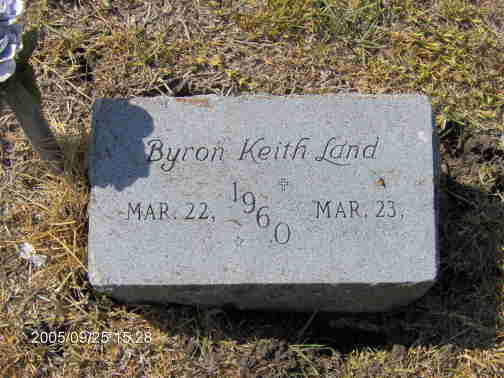 Byron Keith Land
MAR. 22, 1960 MAR. 23,
2005/09/25 15:28